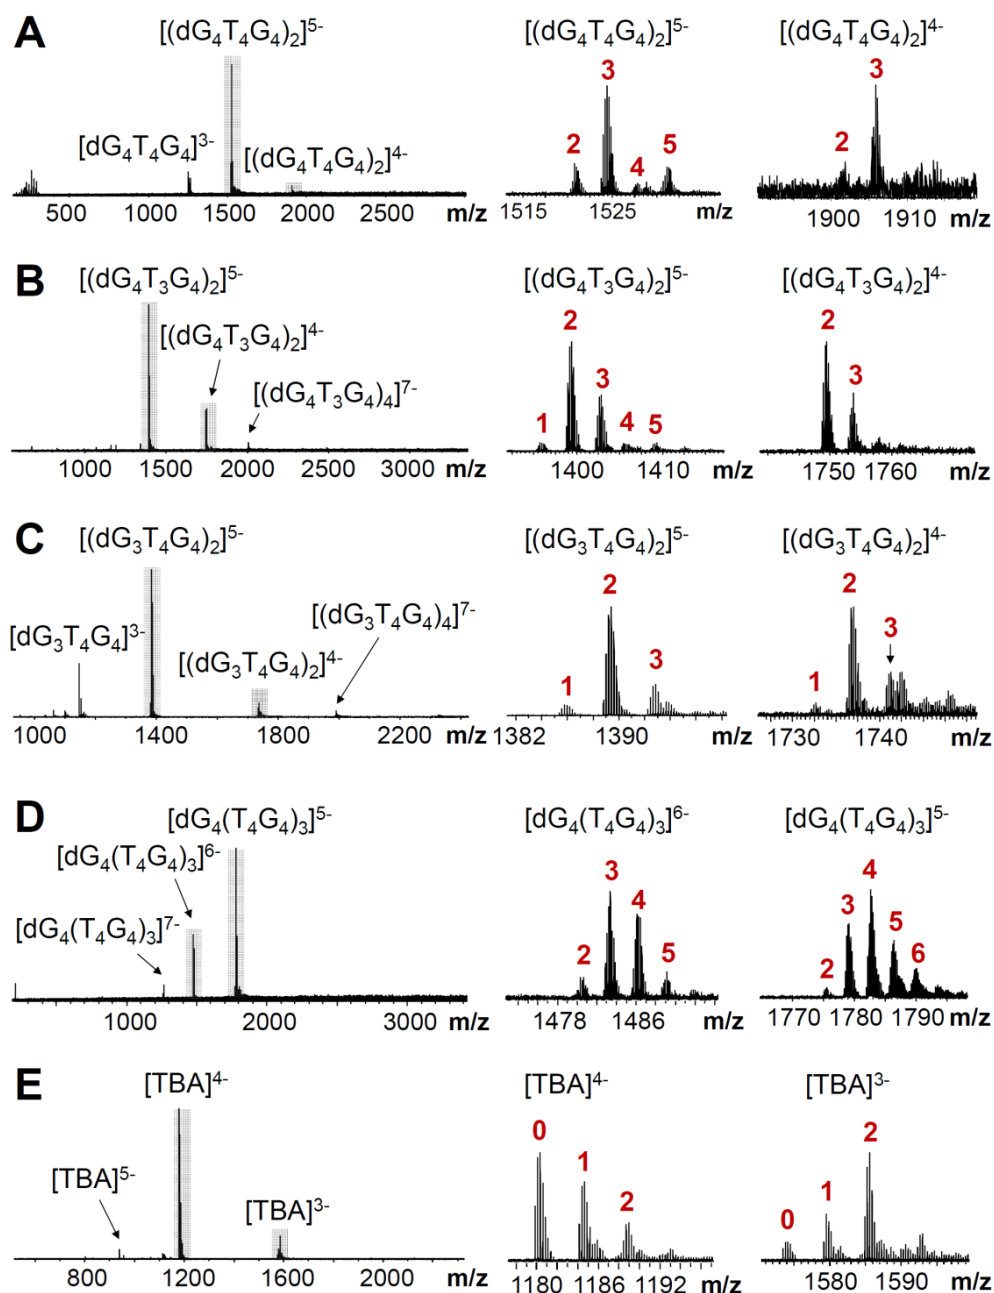 A
[(dG₄T₄G₄)₂]⁵⁻
[(dG₄T₄G₄)₂]⁵⁻
[(dG₄T₄G₄)₂]⁴⁻
[dG₄T₄G₄]³⁻
[(dG₄T₄G₄)₂]⁴⁻
2 3 4 5
2 3
500 1000 1500 2000 2500 m/z
1515 1525 m/z
1900 1910 m/z
B
[(dG₄T₃G₄)₂]⁵⁻
[(dG₄T₃G₄)₂]⁵⁻
[(dG₄T₃G₄)₂]⁴⁻
[(dG₄T₃G₄)₂]⁴⁻
[(dG₄T₃G₄)₄]⁷⁻
1 2 3 4 5
2 3
1000 1400 2000 3000 m/z
1400 1410 m/z
1750 1760 m/z
C
[(dG₃T₄G₄)₂]⁵⁻
[(dG₃T₄G₄)₂]⁵⁻
[(dG₃T₄G₄)₂]⁴⁻
[dG₃T₄G₄]³⁻
[(dG₃T₄G₄)₂]⁴⁻
[(dG₃T₄G₄)₄]⁷⁻
1 2 3
1 2 3
1000 1400 1800 2200 m/z
1382 1390 m/z
1730 1740 m/z
D
[dG₄(T₄G₄)₃]⁵⁻
[dG₄(T₄G₄)₃]⁶⁻
[dG₄(T₄G₄)₃]⁵⁻
[dG₄(T₄G₄)₃]⁶⁻
[dG₄(T₄G₄)₃]⁷⁻
2 3 4 5
2 3 4 5 6
1000 2000 3000 m/z
1478 1486 m/z
1770 1780 1790 m/z
E
[TBA]⁴⁻
[TBA]⁴⁻
[TBA]³⁻
[TBA]⁵⁻
[TBA]³⁻
0 1 2
0 1 2
800 1200 1600 2000 m/z
1180 1186 1192 m/z
1580 1590 m/z